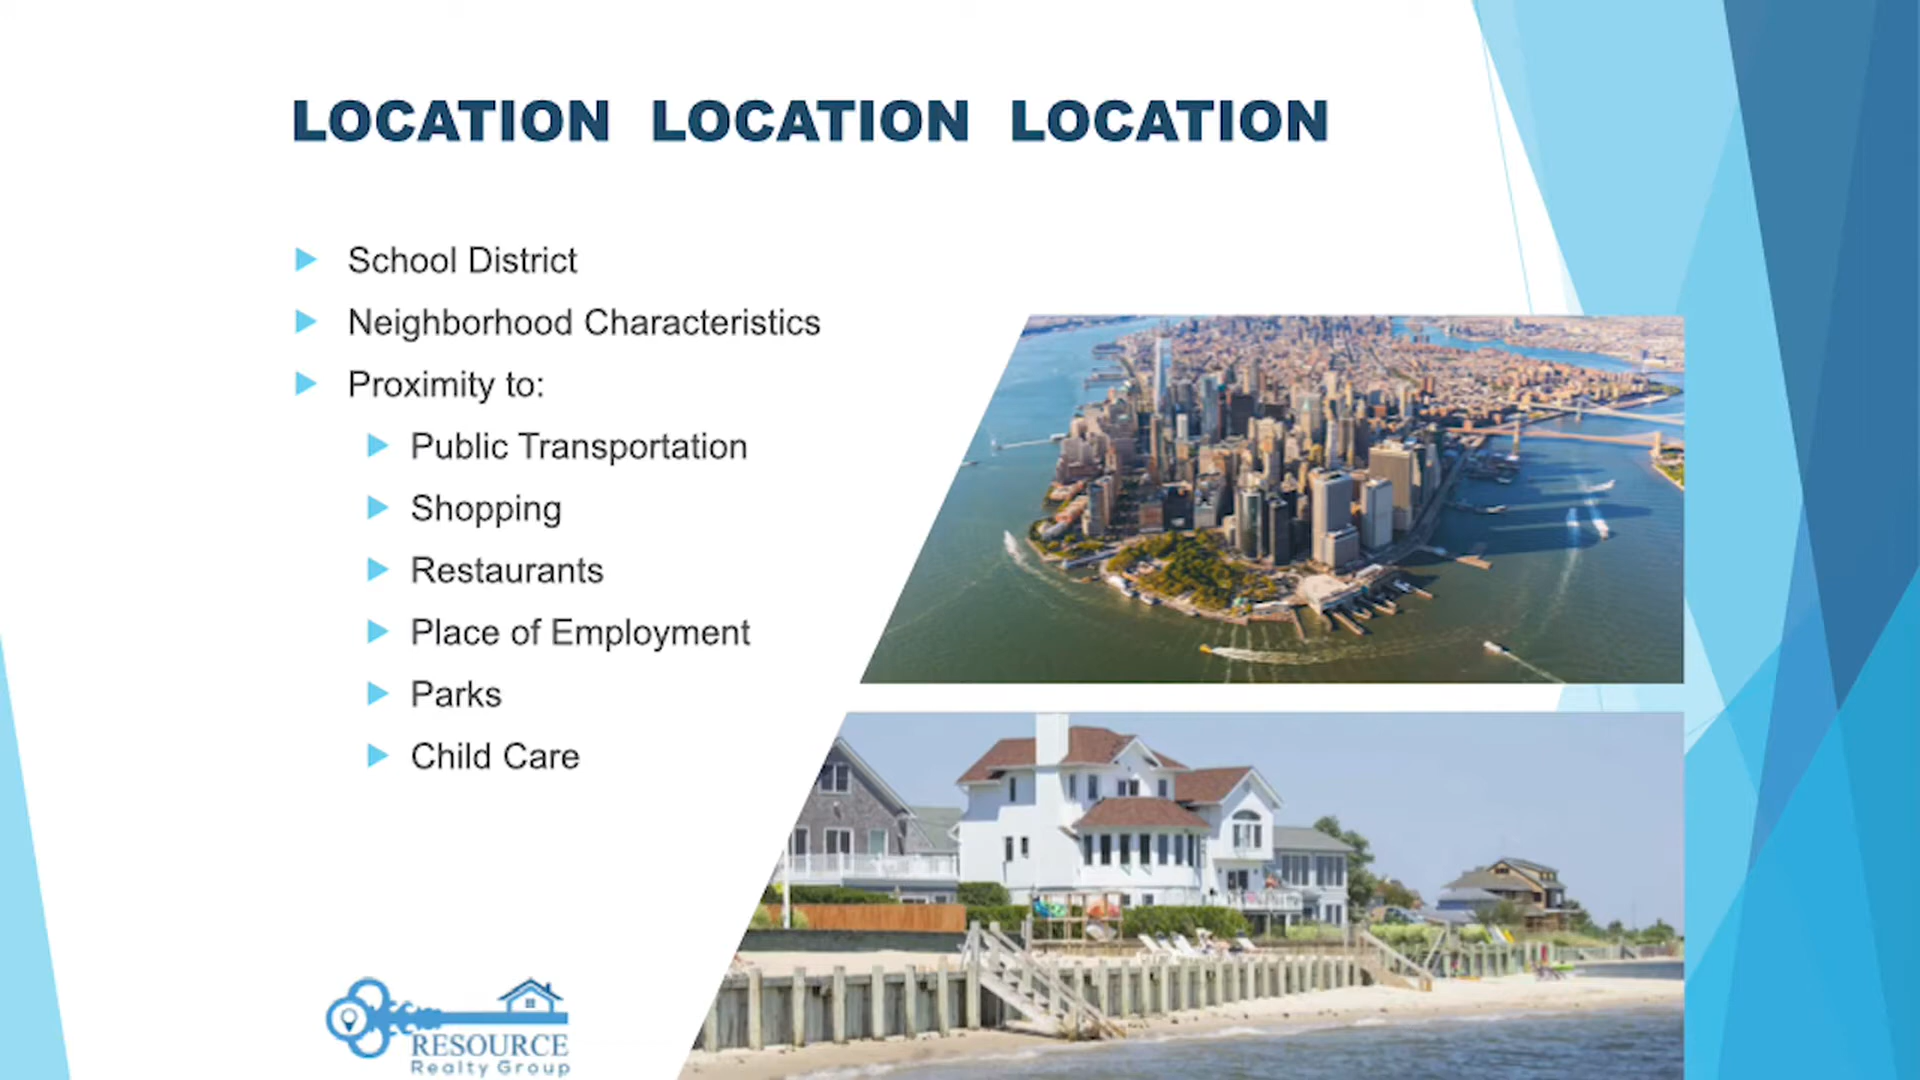 LOCATION LOCATION LOCATION
School District
Neighborhood Characteristics
Proximity to:
Public Transportation
Shopping
Restaurants
Place of Employment
Parks
Child Care
RESOURCE
Realty Group